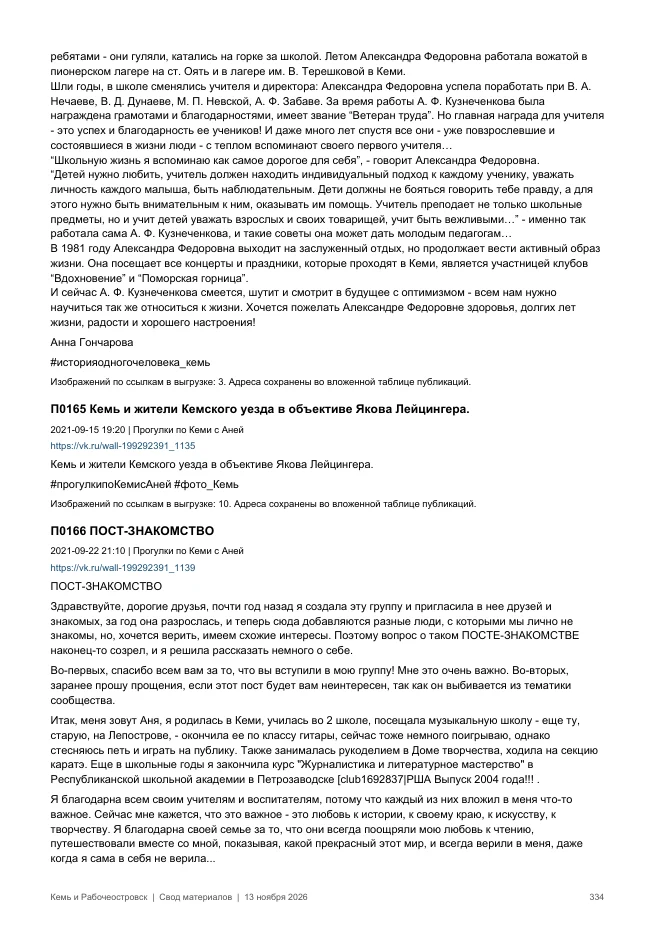 ребятами - они гуляли, катались на горке за школой. Летом Александра Федоровна работала вожатой в
пионерском лагере на ст. Оять и в лагере им. В. Терешковой в Кеми.
Шли годы, в школе сменялись учителя и директора: Александра Федоровна успела поработать при В. А.
Нечаеве, В. Д. Дунаеве, М. П. Невской, А. Ф. Забаве. За время работы А. Ф. Кузнеченкова была
награждена грамотами и благодарностями, имеет звание “Ветеран труда”. Но главная награда для учителя
- это успех и благодарность ее учеников! И даже много лет спустя все они - уже повзрослевшие и
состоявшиеся в жизни люди - с теплом вспоминают своего первого учителя…
“Школьную жизнь я вспоминаю как самое дорогое для себя”, - говорит Александра Федоровна.
“Детей нужно любить, учитель должен находить индивидуальный подход к каждому ученику, уважать
личность каждого малыша, быть наблюдательным. Дети должны не бояться говорить тебе правду, а для
этого нужно быть внимательным к ним, оказывать им помощь. Учитель преподает не только школьные
предметы, но и учит детей уважать взрослых и своих товарищей, учит быть вежливыми…” - именно так
работала сама А. Ф. Кузнеченкова, и такие советы она может дать молодым педагогам…
В 1981 году Александра Федоровна выходит на заслуженный отдых, но продолжает вести активный образ
жизни. Она посещает все концерты и праздники, которые проходят в Кеми, является участницей клубов
“Вдохновение” и “Поморская горница”.
И сейчас А. Ф. Кузнеченкова смеется, шутит и смотрит в будущее с оптимизмом - всем нам нужно
научиться так же относиться к жизни. Хочется пожелать Александре Федоровне здоровья, долгих лет
жизни, радости и хорошего настроения!
Анна Гончарова
#историяодногочеловека_кемь
Изображений по ссылкам в выгрузке: 3. Адреса сохранены во вложенной таблице публикаций.
П0165 Кемь и жители Кемского уезда в объективе Якова Лейцингера.
2021-09-15 19:20 | Прогулки по Кеми с Аней
https://vk.ru/wall-199292391_1135
Кемь и жители Кемского уезда в объективе Якова Лейцингера.
#прогулкипоКемисАней #фото_Кемь
Изображений по ссылкам в выгрузке: 10. Адреса сохранены во вложенной таблице публикаций.
П0166 ПОСТ-ЗНАКОМСТВО
2021-09-22 21:10 | Прогулки по Кеми с Аней
https://vk.ru/wall-199292391_1139
ПОСТ-ЗНАКОМСТВО
Здравствуйте, дорогие друзья, почти год назад я создала эту группу и пригласила в нее друзей и
знакомых, за год она разрослась, и теперь сюда добавляются разные люди, с которыми мы лично не
знакомы, но, хочется верить, имеем схожие интересы. Поэтому вопрос о таком ПОСТЕ-ЗНАКОМСТВЕ
наконец-то созрел, и я решила рассказать немного о себе.
Во-первых, спасибо всем вам за то, что вы вступили в мою группу! Мне это очень важно. Во-вторых,
заранее прошу прощения, если этот пост будет вам неинтересен, так как он выбивается из тематики
сообщества.
Итак, меня зовут Аня, я родилась в Кеми, училась во 2 школе, посещала музыкальную школу - еще ту,
старую, на Лепострове, - окончила ее по классу гитары, сейчас тоже немного поигрываю, однако
стесняюсь петь и играть на публику. Также занималась рукоделием в Доме творчества, ходила на секцию
каратэ. Еще в школьные годы я закончила курс "Журналистика и литературное мастерство" в
Республиканской школьной академии в Петрозаводске [club1692837|РША Выпуск 2004 года!!! .
Я благодарна всем своим учителям и воспитателям, потому что каждый из них вложил в меня что-то
важное. Сейчас мне кажется, что это важное - это любовь к истории, к своему краю, к искусству, к
творчеству. Я благодарна своей семье за то, что они всегда поощряли мою любовь к чтению,
путешествовали вместе со мной, показывая, какой прекрасный этот мир, и всегда верили в меня, даже
когда я сама в себя не верила...
Кемь и Рабочеостровск | Свод материалов | 13 ноября 2026
334